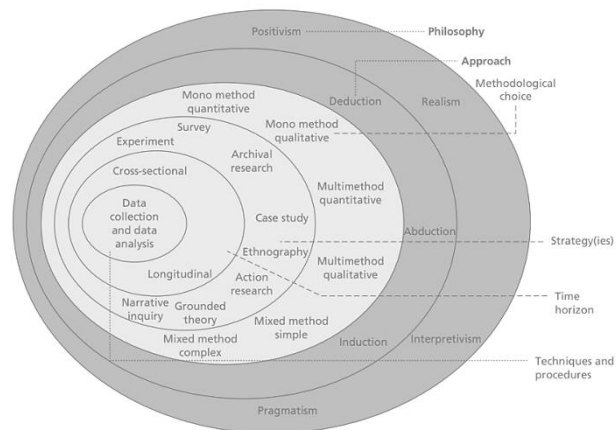 Positivism
Philosophy
Approach
Methodological
choice
Mono method
quantitative
Deduction
Realism
Survey
Mono method
qualitative
Experiment
Archival
research
Cross-sectional
Multimethod
quantitative
Data
collection
and data
analysis
Case study
Abduction
Strategy(ies)
Ethnography
Multimethod
qualitative
Longitudinal
Action
research
Narrative
inquiry
Grounded
theory
Time
horizon
Mixed method
simple
Mixed method
complex
Induction
Interpretivism
Techniques and
procedures
Pragmatism